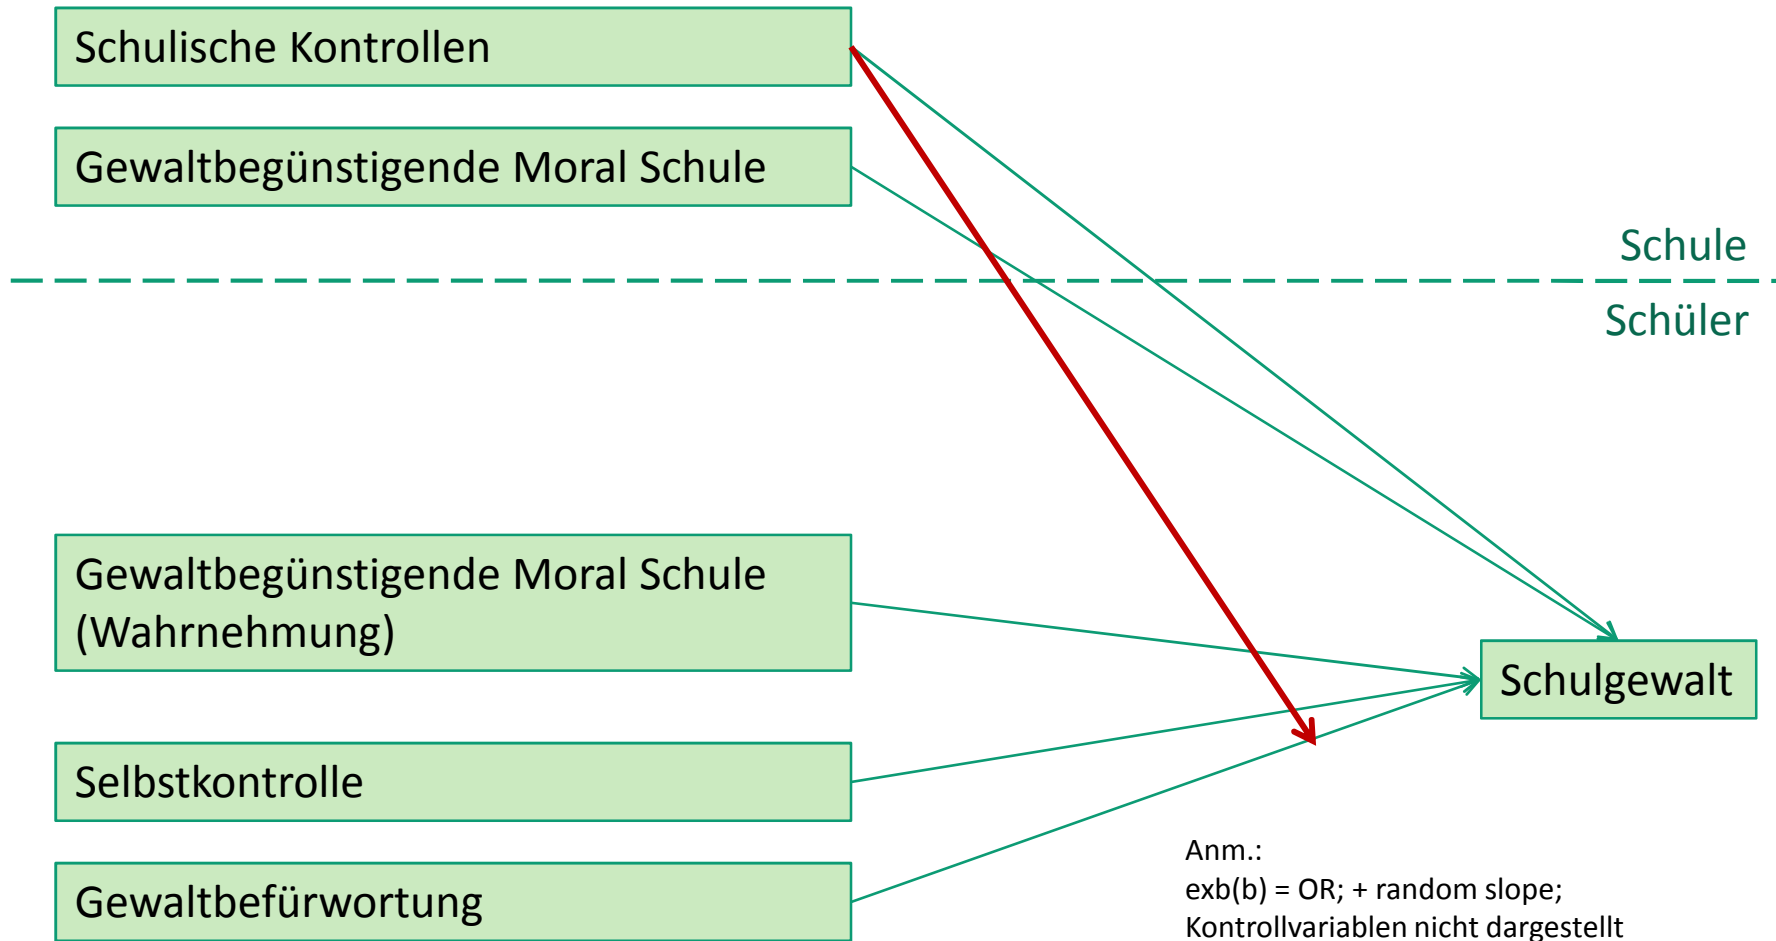 Schulische Kontrollen
Gewaltbegünstigende Moral Schule
Schule
Schüler
Gewaltbegünstigende Moral Schule
(Wahrnehmung)
Schulgewalt
Selbstkontrolle
Gewaltbefürwortung
Anm.:
exb(b) = OR; + random slope;
Kontrollvariablen nicht dargestellt